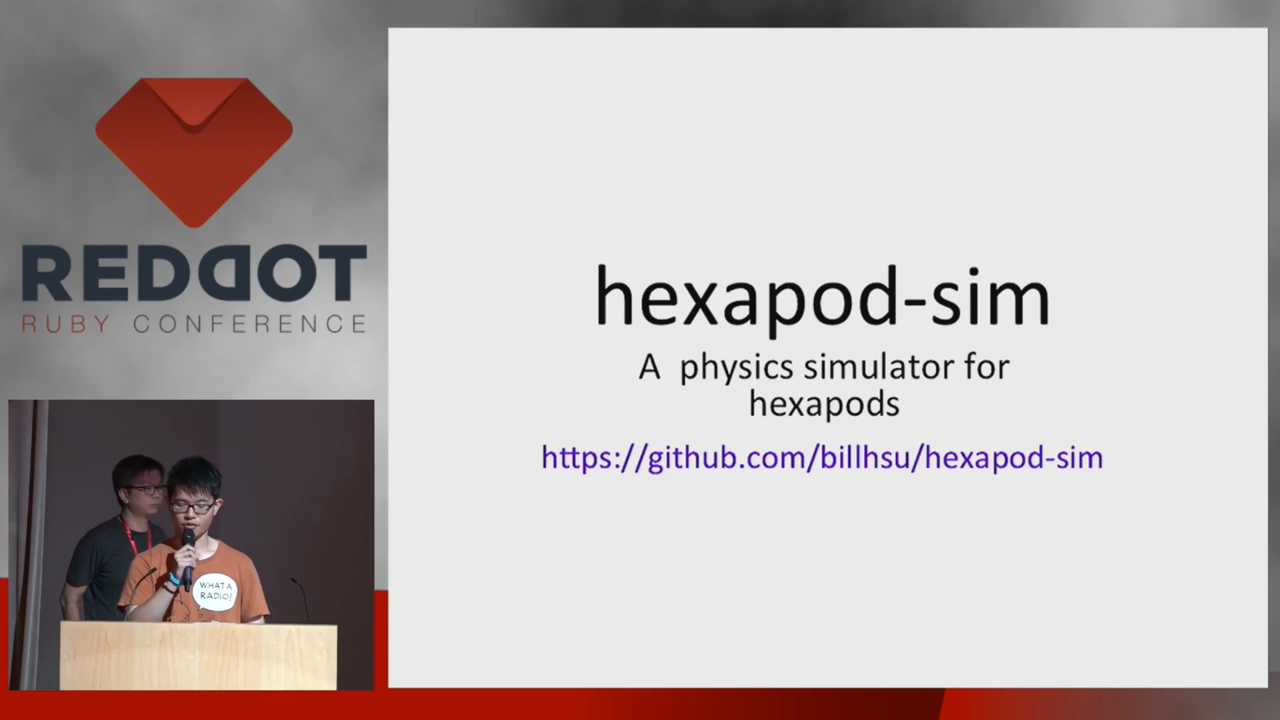 REDDOT
RUBY CONFERENCE
hexapod-sim
A physics simulator for
hexapods
https://github.com/billhsu/hexapod-sim
WHAT A
RADIO!